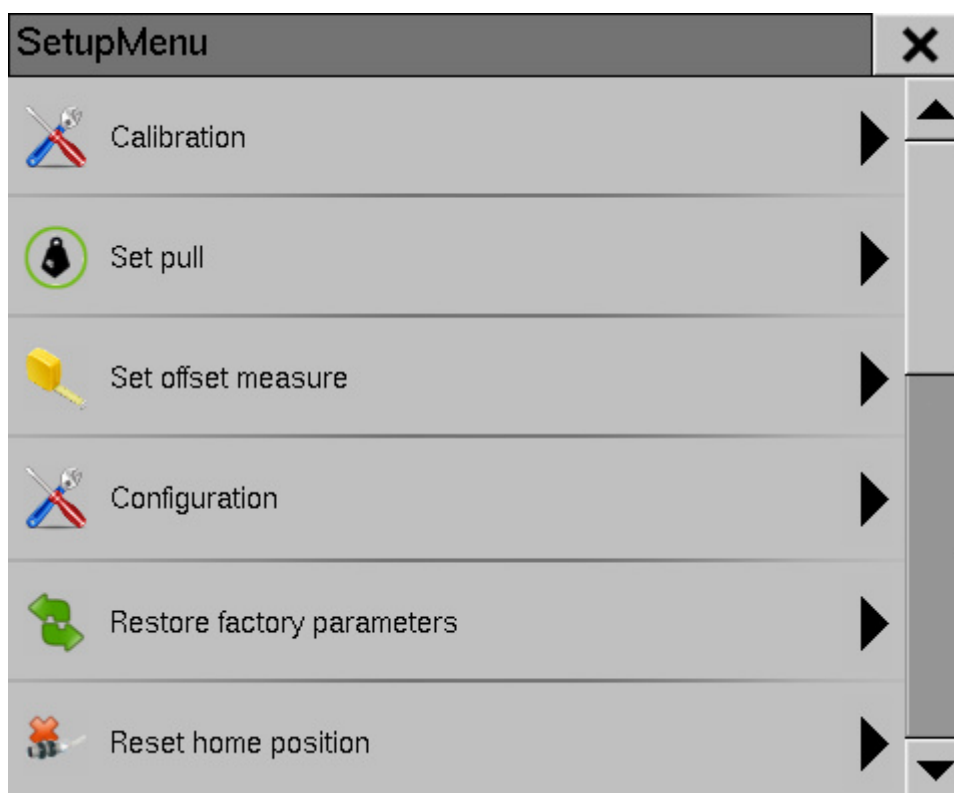 SetupMenu
Calibration
Set pull
Set offset measure
Configuration
Restore factory parameters
Reset home position